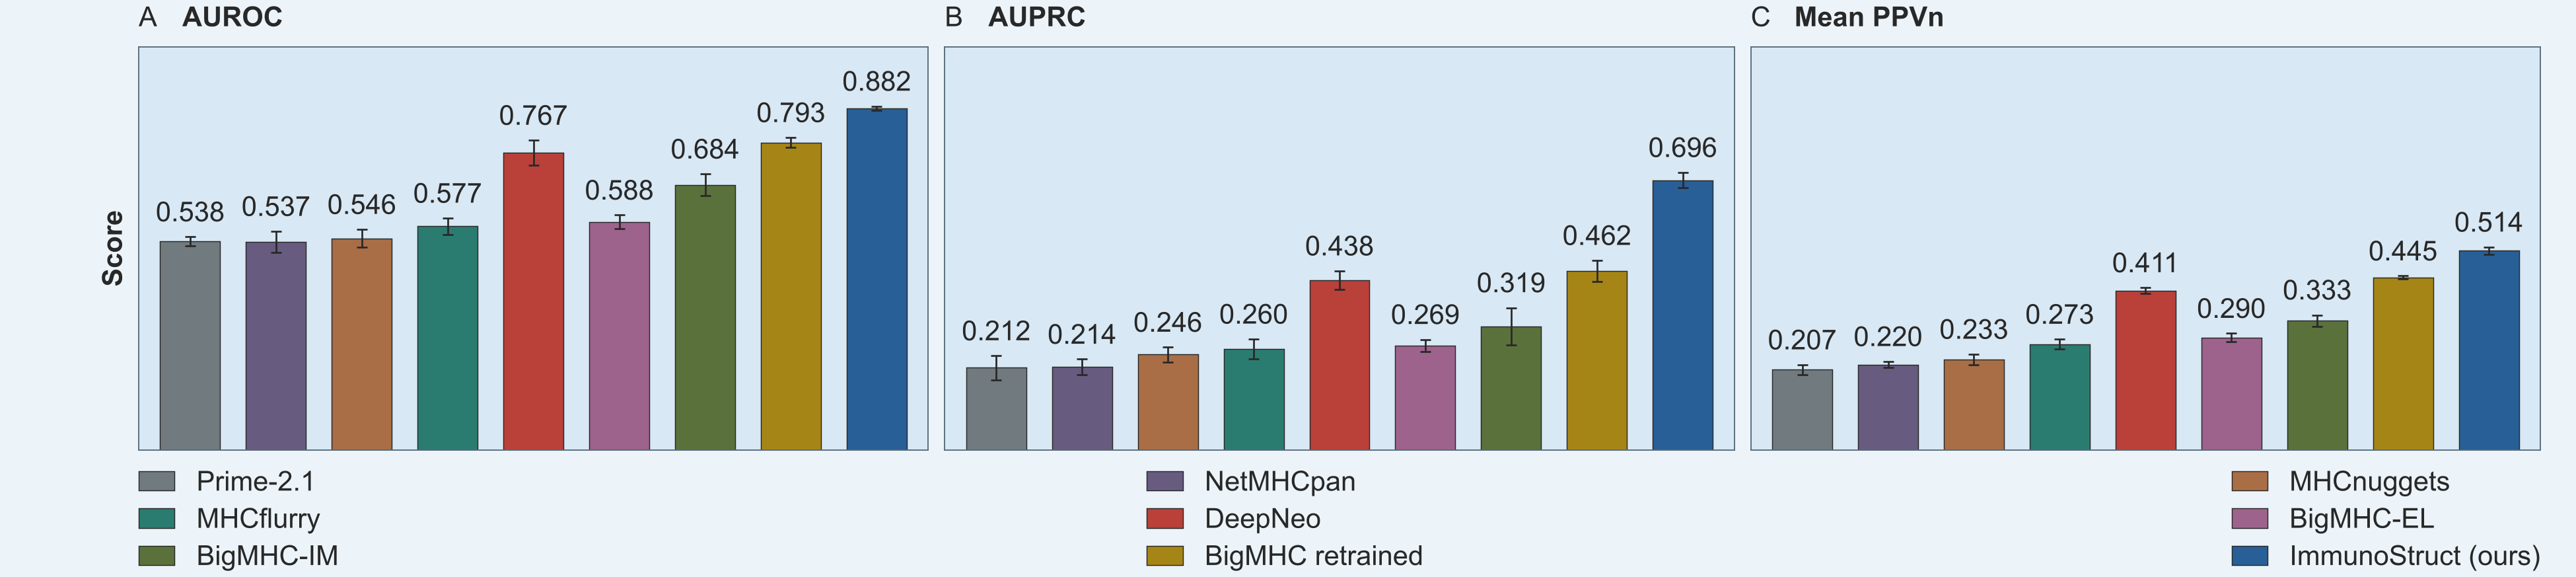 A AUROC
B AUPRC
C Mean PPVn
Score
0.538 0.537 0.546 0.577 0.767 0.588 0.684 0.793 0.882
0.212 0.214 0.246 0.260 0.438 0.269 0.319 0.462 0.696
0.207 0.220 0.233 0.273 0.411 0.290 0.333 0.445 0.514
Prime-2.1 NetMHCpan MHCnuggets
MHCflurry DeepNeo BigMHC-EL
BigMHC-IM BigMHC retrained ImmunoStruct (ours)